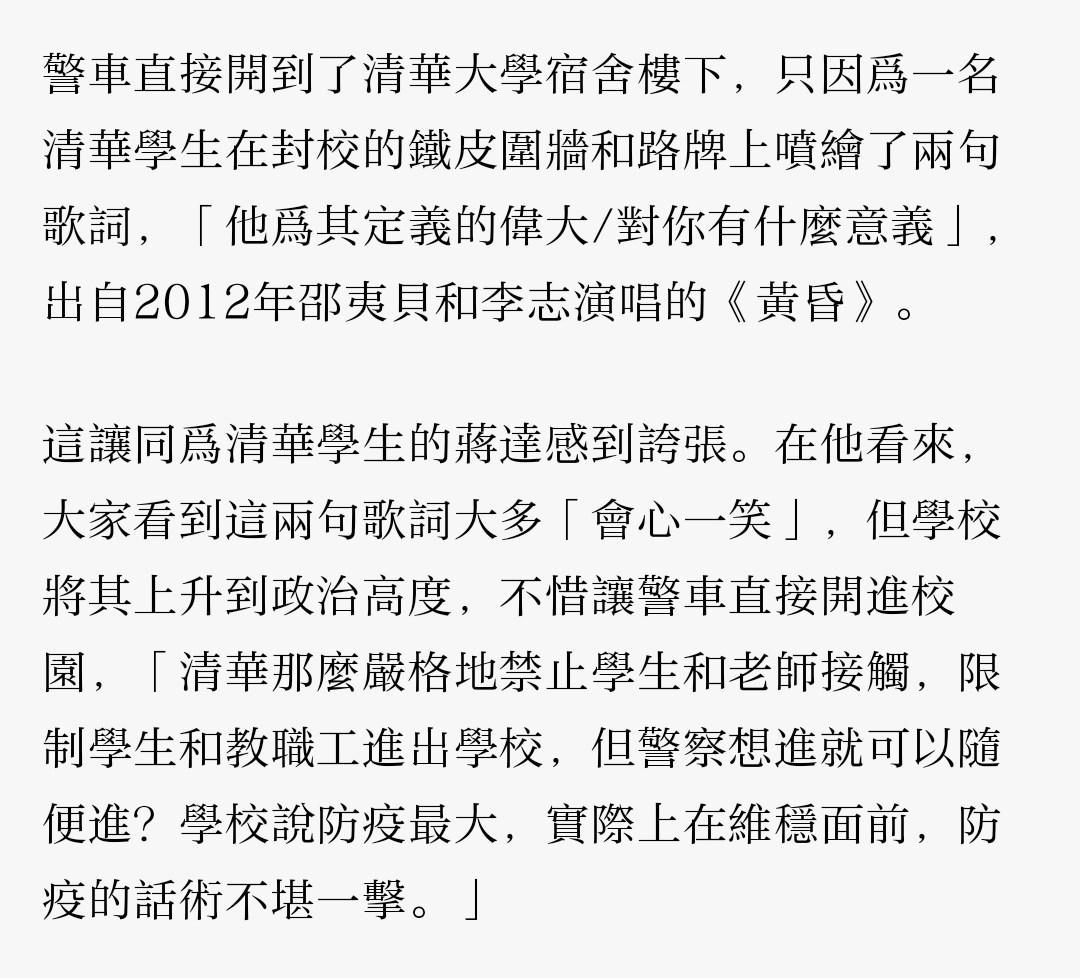 警車直接開到了清華大學宿舍樓下，只因爲一名
清華學生在封校的鐵皮圍牆和路牌上噴繪了兩句
歌詞，「他爲其定義的偉大/對你有什麼意義」，
出自2012年邵夷貝和李志演唱的《黃昏》。
這讓同爲清華學生的蔣達感到誇張。在他看來，
大家看到這兩句歌詞大多「會心一笑」，但學校
將其上升到政治高度，不惜讓警車直接開進校
園，「清華那麼嚴格地禁止學生和老師接觸，限
制學生和教職工進出學校，但警察想進就可以隨
便進？學校說防疫最大，實際上在維穩面前，防
疫的話術不堪一擊。」